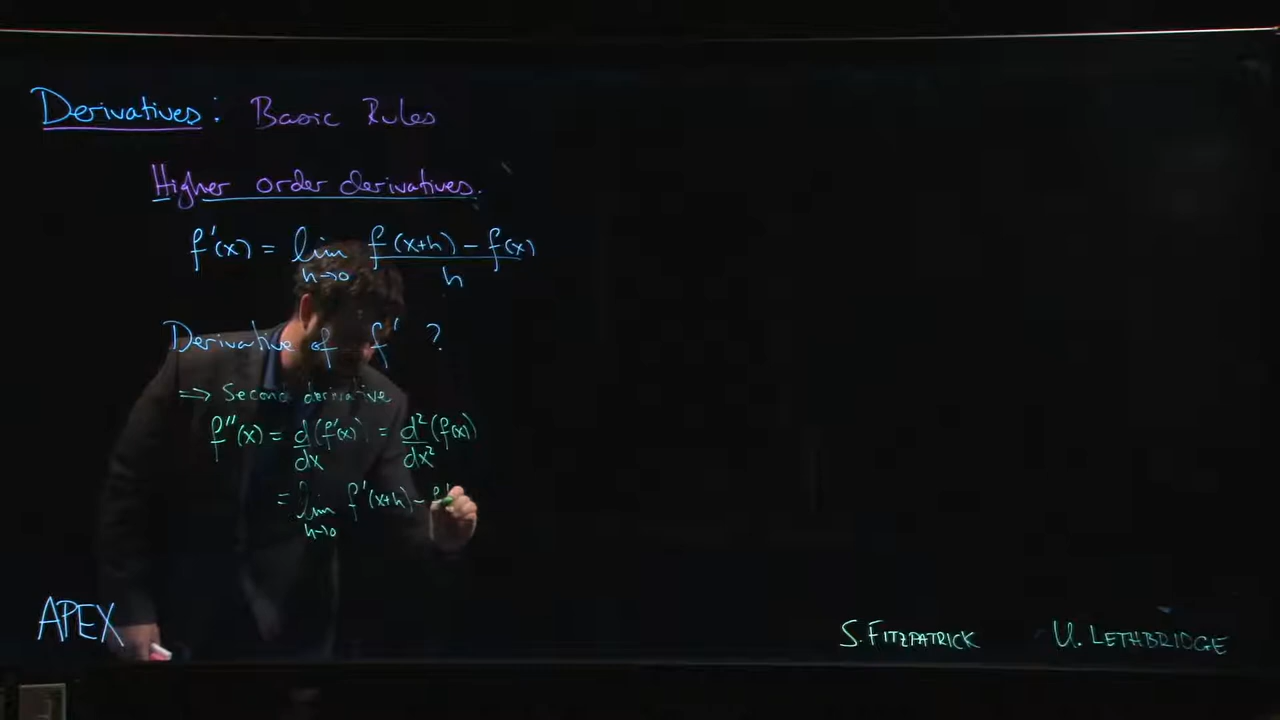 Derivatives: Basic Rules
Higher order derivatives.
f'(x) = lim h→0 f(x+h) − f(x) / h
Derivative of f' ?
⇒ Second derivative
f''(x) = d/dx (f'(x)) = d²/dx² (f(x))
= lim h→0 f'(x+h) − f'
APEX
S. FITZPATRICK
U. LETHBRIDGE